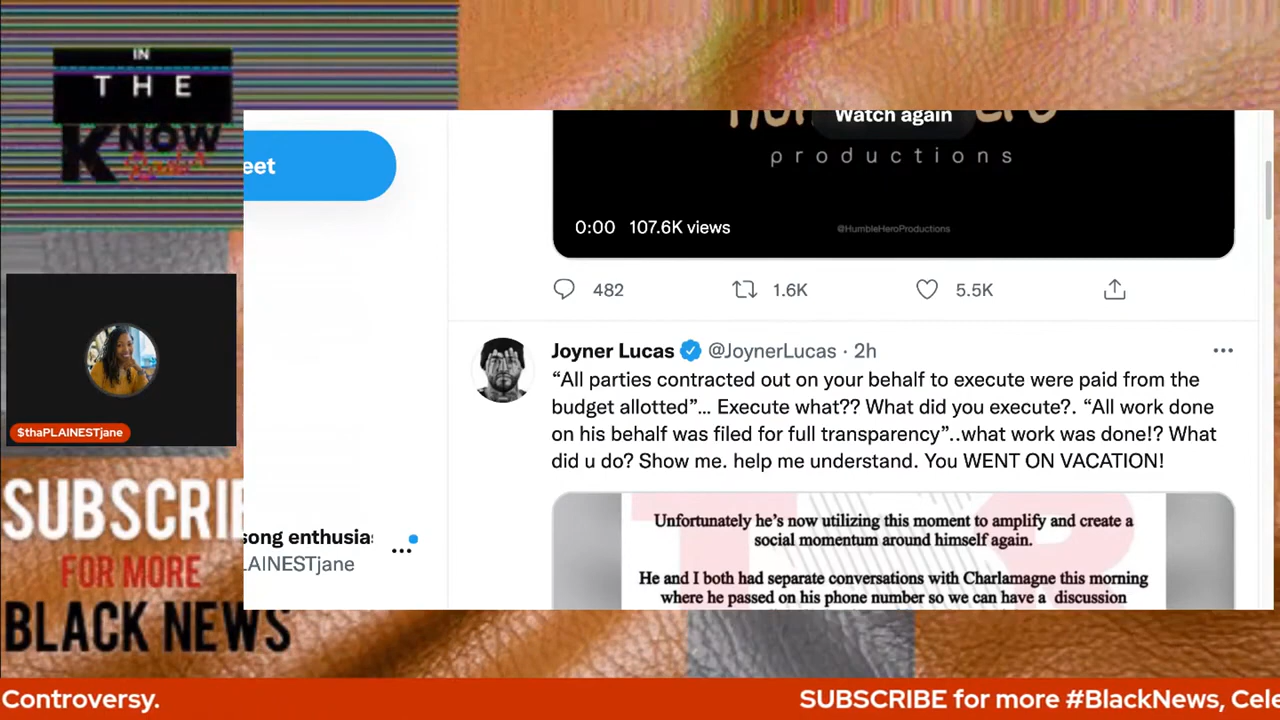 IN
THE
KNOW
Radio
Watch again
productions
0:00 107.6K views
@HumbleHeroProductions
482 1.6K 5.5K
eet
Joyner Lucas @JoynerLucas · 2h
“All parties contracted out on your behalf to execute were paid from the
budget allotted”... Execute what?? What did you execute?. “All work done
on his behalf was filed for full transparency”..what work was done!? What
did u do? Show me. help me understand. You WENT ON VACATION!
Unfortunately he's now utilizing this moment to amplify and create a
social momentum around himself again.
He and I both had separate conversations with Charlamagne this morning
where he passed on his phone number so we can have a discussion
$thaPLAINESTjane
song enthusia
LAINESTjane
SUBSCRI
FOR MORE
BLACK NEWS
Controversy. SUBSCRIBE for more #BlackNews, Cele